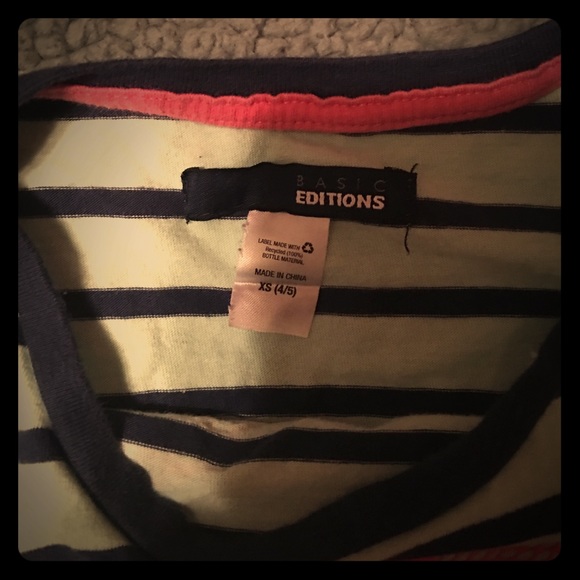 BASIC
EDITIONS
LABEL MADE WITH
Recycled (100%)
BOTTLE MATERIAL
MADE IN CHINA
XS (4/5)